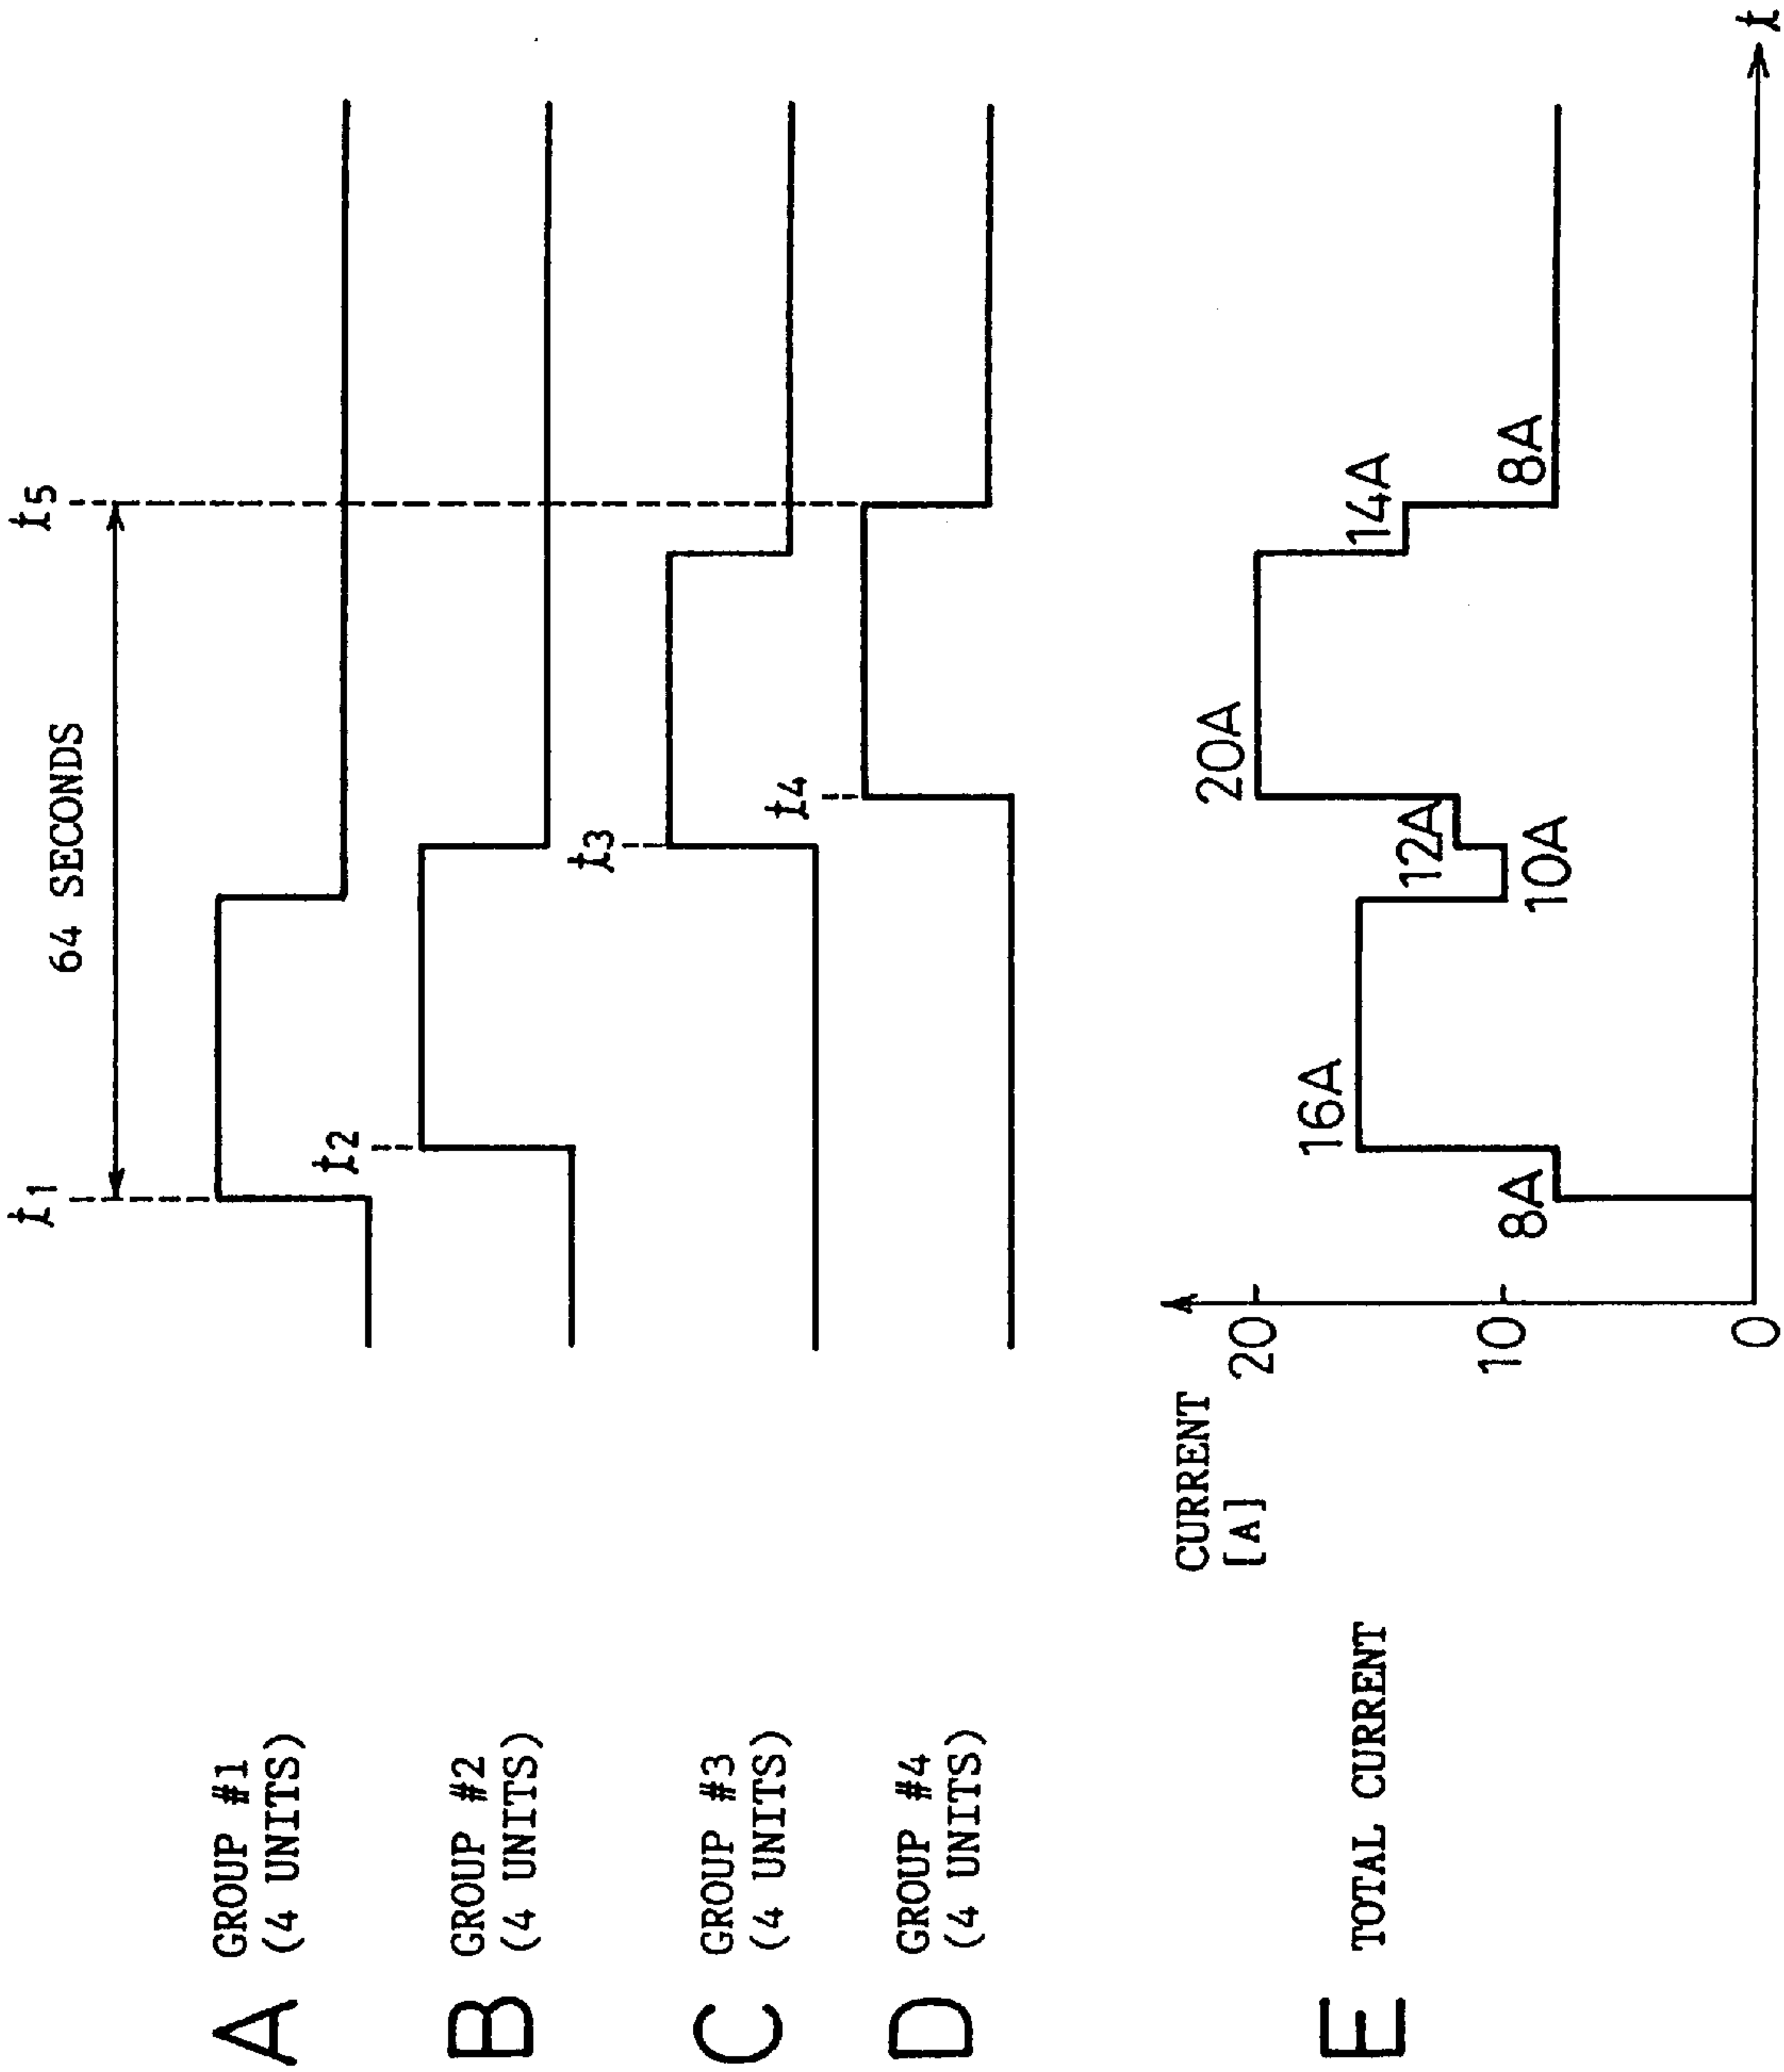 t1
t5
64 SECONDS
A GROUP #1
(4 UNITS)
t2
B GROUP #2
(4 UNITS)
t3
C GROUP #3
(4 UNITS)
t4
D GROUP #4
(4 UNITS)
CURRENT
[A]
E TOTAL CURRENT
20
10
0
8A
16A
10A
12A
20A
14A
8A
t